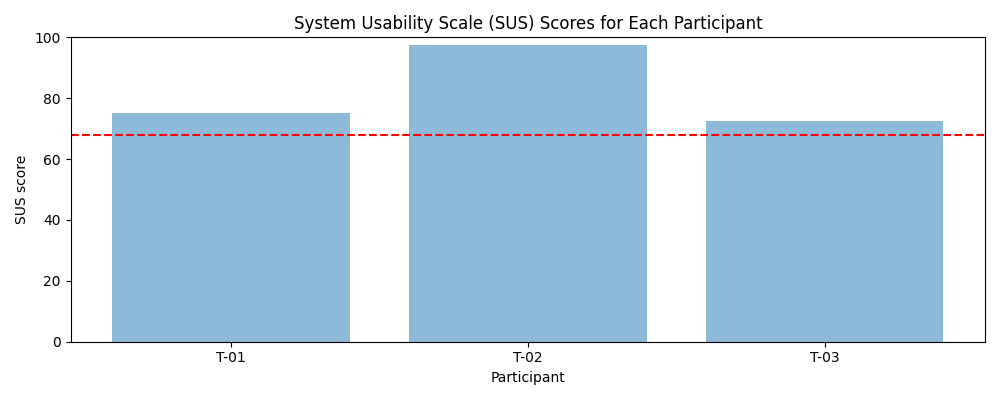 System Usability Scale (SUS) Scores for Each Participant
100
80
60
40
20
0
SUS score
T-01 T-02 T-03
Participant